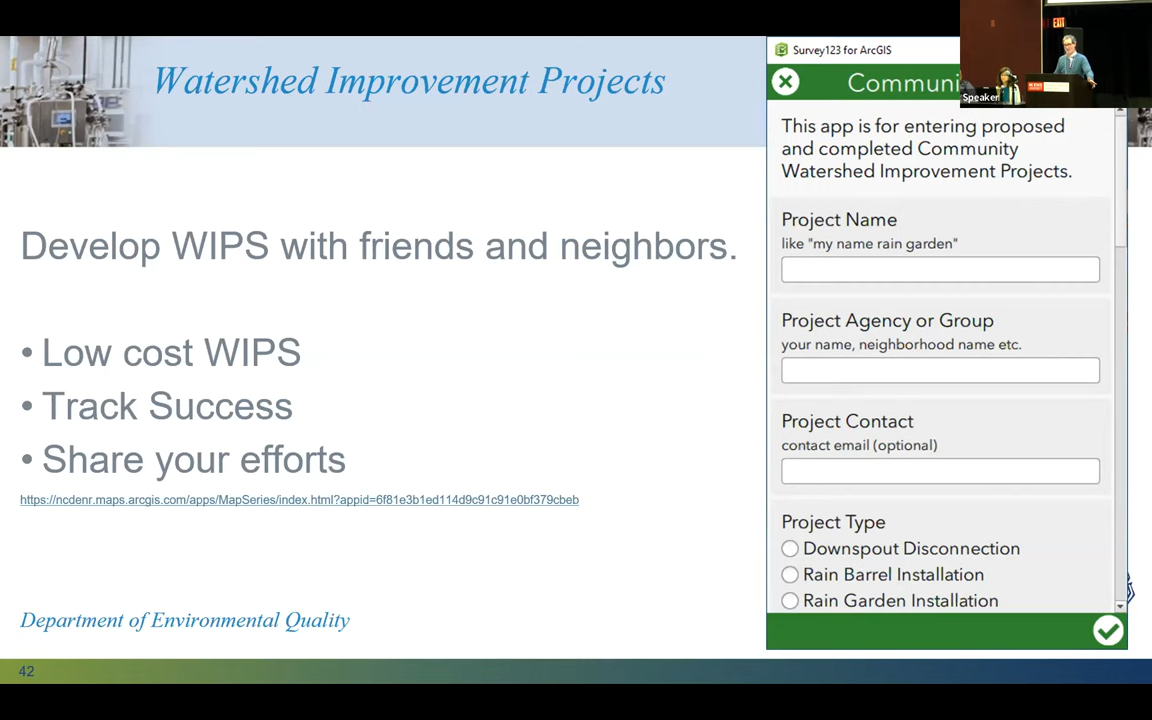 Watershed Improvement Projects
Develop WIPS with friends and neighbors.
• Low cost WIPS
• Track Success
• Share your efforts
https://ncdenr.maps.arcgis.com/apps/MapSeries/index.html?appid=6f81e3b1ed114d9c91c91e0bf379cbeb
Department of Environmental Quality
42
Survey123 for ArcGIS
Communi
This app is for entering proposed
and completed Community
Watershed Improvement Projects.
Project Name
like "my name rain garden"
Project Agency or Group
your name, neighborhood name etc.
Project Contact
contact email (optional)
Project Type
Downspout Disconnection
Rain Barrel Installation
Rain Garden Installation
EXIT
Speaker